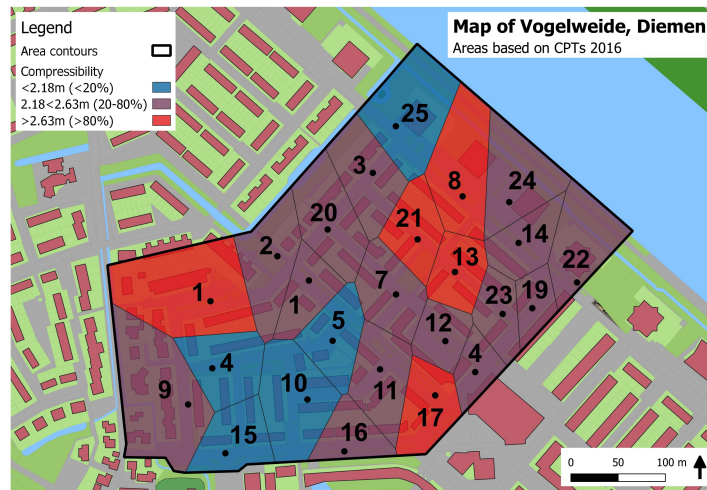 Legend
Area contours
Compressibility
<2.18m (<20%)
2.18<2.63m (20-80%)
>2.63m (>80%)
Map of Vogelweide, Diemen
Areas based on CPTs 2016
25
3
8
24
20
21
14
2
13
22
1
1
7
23
19
5
12
4
4
11
9
10
17
15
16
0 50 100 m